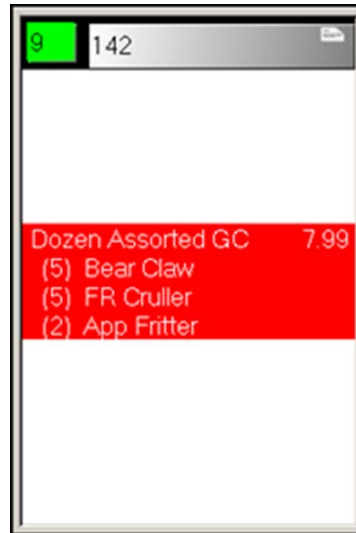 9
142
Dozen Assorted GC 7.99
(5) Bear Claw
(5) FR Cruller
(2) App Fritter